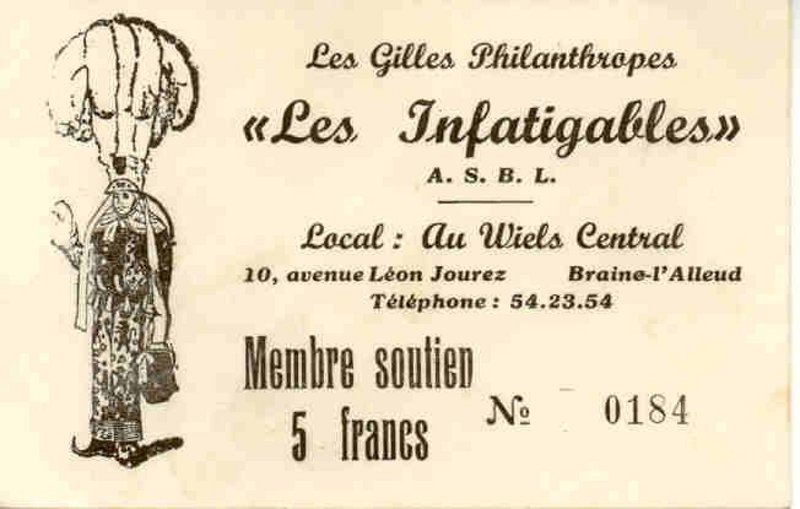 Les Gilles Philanthropes
«Les Infatigables»
A. S. B. L.
Local : Au Wiels Central
10, avenue Léon Jourez Braine-l'Alleud
Téléphone : 54.23.54
Membre soutien
5 francs
№ 0184